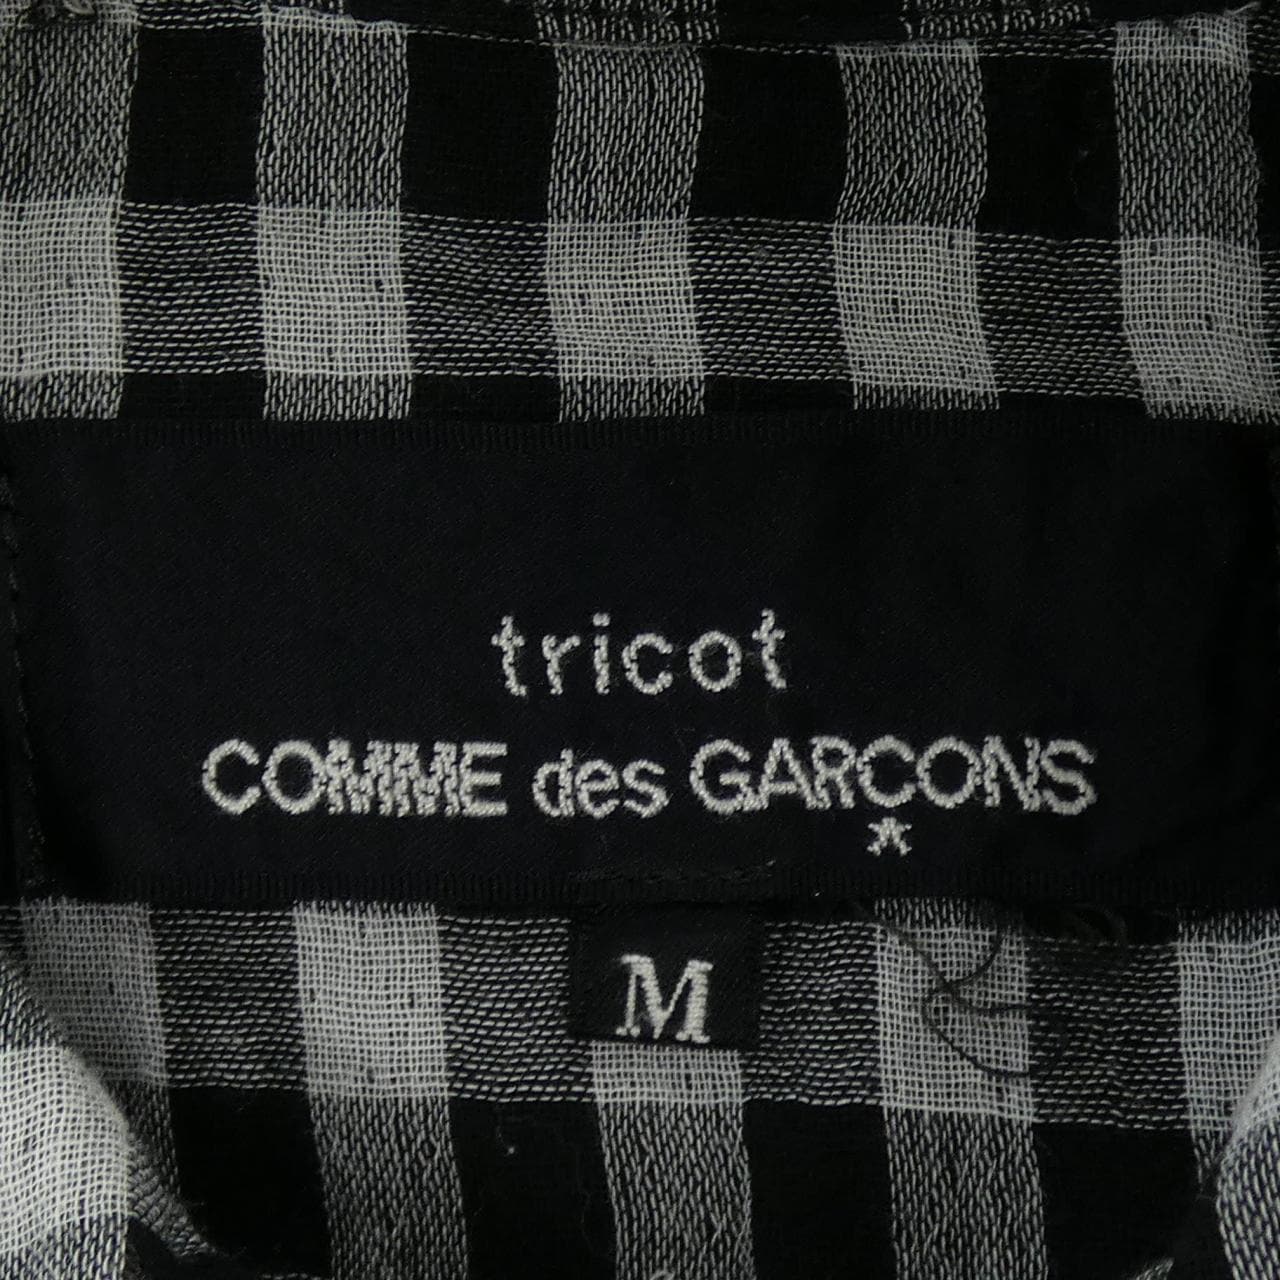 tricot
COMME des GARCONS
*
M